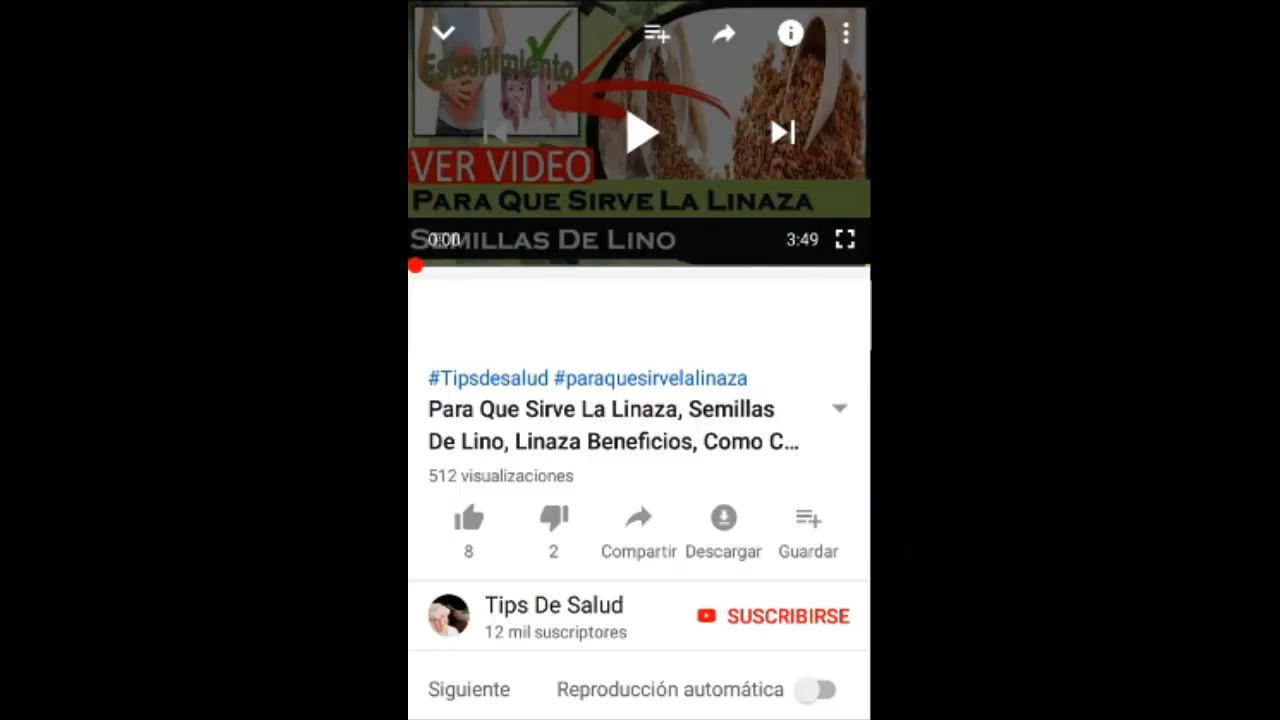 Estreñimiento
VER VIDEO
PARA QUE SIRVE LA LINAZA
SEMILLAS DE LINO
0:00
3:49
#Tipsdesalud #paraquesirvelalinaza
Para Que Sirve La Linaza, Semillas
De Lino, Linaza Beneficios, Como C...
512 visualizaciones
8 2 Compartir Descargar Guardar
Tips De Salud
SUSCRIBIRSE
12 mil suscriptores
Siguiente Reproducción automática